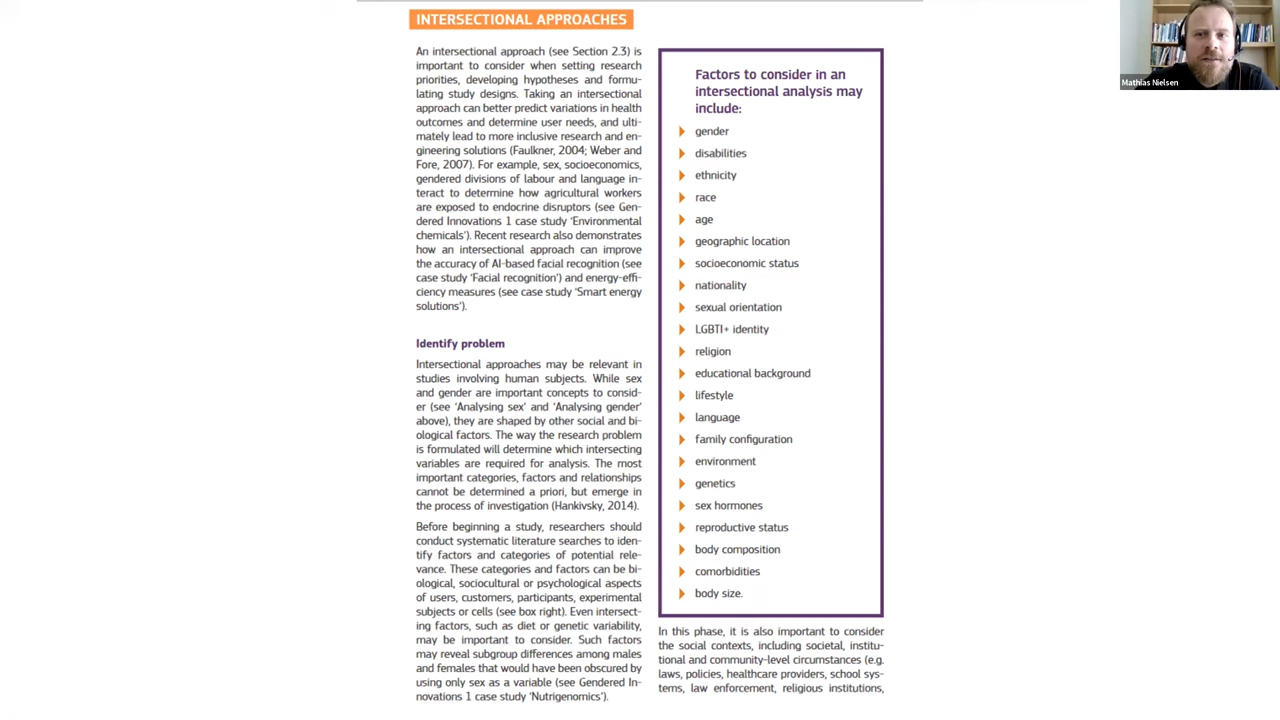 INTERSECTIONAL APPROACHES
An intersectional approach (see Section 2.3) is
important to consider when setting research
priorities, developing hypotheses and formu-
lating study designs. Taking an intersectional
approach can better predict variations in health
outcomes and determine user needs, and ulti-
mately lead to more inclusive research and en-
gineering solutions (Faulkner, 2004; Weber and
Fore, 2007). For example, sex, socioeconomics,
gendered divisions of labour and language in-
teract to determine how agricultural workers
are exposed to endocrine disruptors (see Gen-
dered Innovations 1 case study ‘Environmental
chemicals’). Recent research also demonstrates
how an intersectional approach can improve
the accuracy of AI-based facial recognition (see
case study ‘Facial recognition’) and energy-effi-
ciency measures (see case study ‘Smart energy
solutions’).
Identify problem
Intersectional approaches may be relevant in
studies involving human subjects. While sex
and gender are important concepts to consid-
er (see ‘Analysing sex’ and ‘Analysing gender’
above), they are shaped by other social and bi-
ological factors. The way the research problem
is formulated will determine which intersecting
variables are required for analysis. The most
important categories, factors and relationships
cannot be determined a priori, but emerge in
the process of investigation (Hankivsky, 2014).
Before beginning a study, researchers should
conduct systematic literature searches to iden-
tify factors and categories of potential rele-
vance. These categories and factors can be bi-
ological, sociocultural or psychological aspects
of users, customers, participants, experimental
subjects or cells (see box right). Even intersect-
ing factors, such as diet or genetic variability,
may be important to consider. Such factors
may reveal subgroup differences among males
and females that would have been obscured by
using only sex as a variable (see Gendered In-
novations 1 case study ‘Nutrigenomics’).
Factors to consider in an
intersectional analysis may
include:
gender
disabilities
ethnicity
race
age
geographic location
socioeconomic status
nationality
sexual orientation
LGBTI+ identity
religion
educational background
lifestyle
language
family configuration
environment
genetics
sex hormones
reproductive status
body composition
comorbidities
body size.
In this phase, it is also important to consider
the social contexts, including societal, institu-
tional and community-level circumstances (e.g.
laws, policies, healthcare providers, school sys-
tems, law enforcement, religious institutions,
Mathias Nielsen